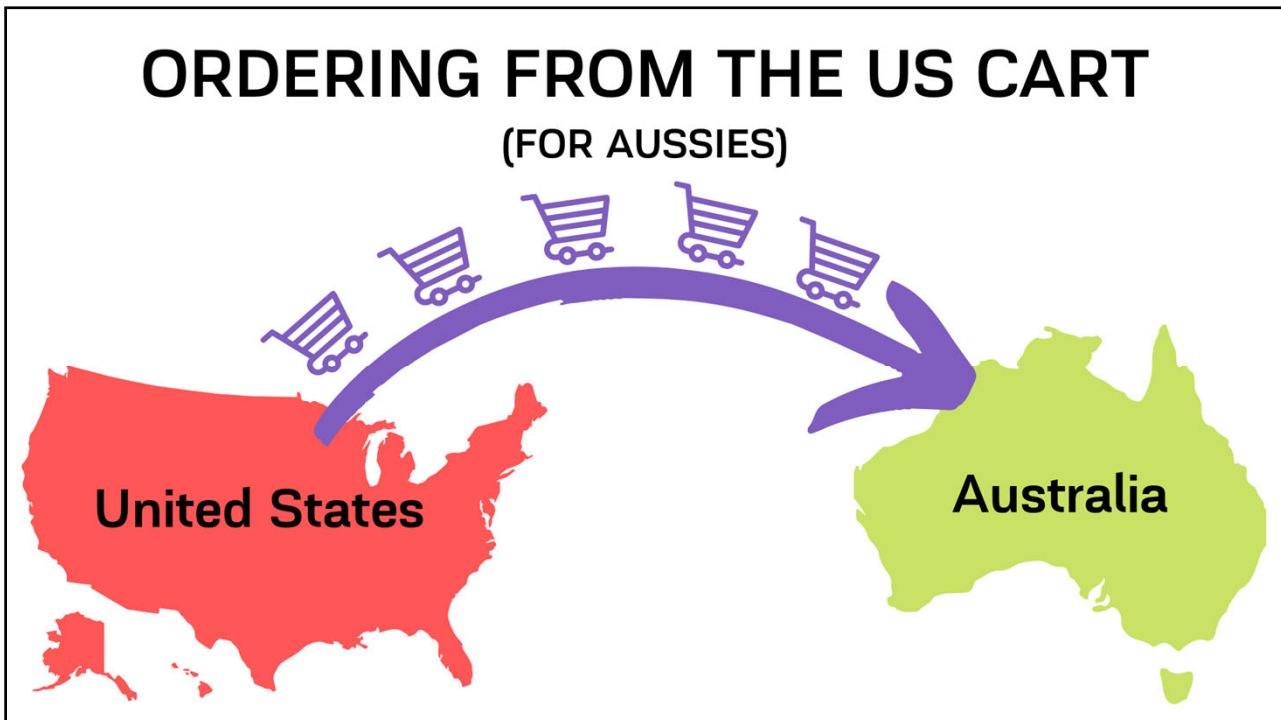 ORDERING FROM THE US CART
(FOR AUSSIES)
United States
Australia